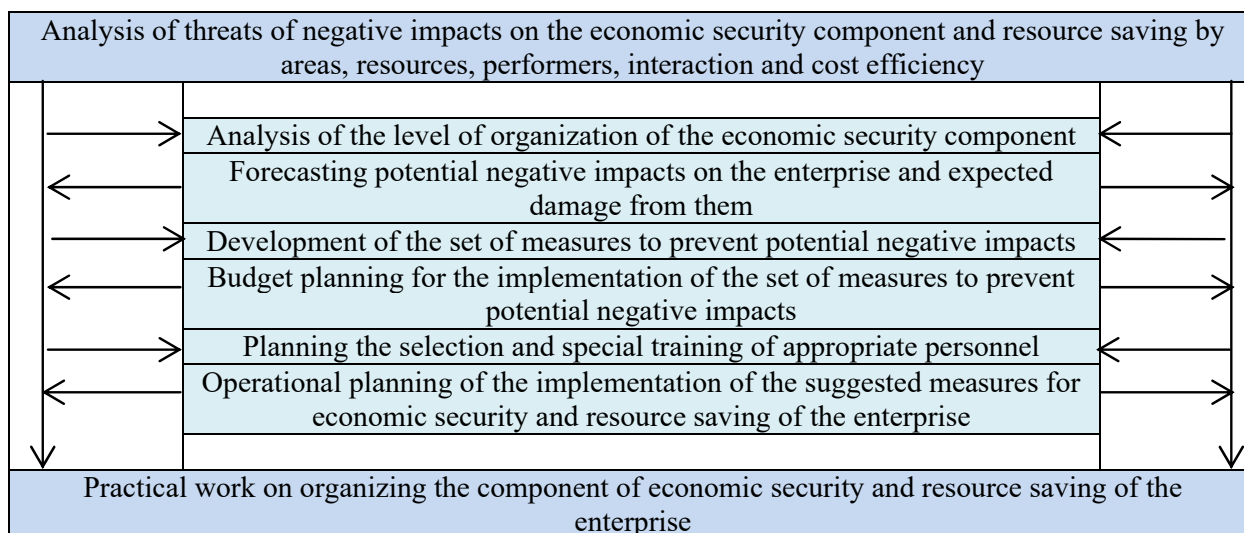 Analysis of threats of negative impacts on the economic security component and resource saving by
areas, resources, performers, interaction and cost efficiency
Analysis of the level of organization of the economic security component
Forecasting potential negative impacts on the enterprise and expected
damage from them
Development of the set of measures to prevent potential negative impacts
Budget planning for the implementation of the set of measures to prevent
potential negative impacts
Planning the selection and special training of appropriate personnel
Operational planning of the implementation of the suggested measures for
economic security and resource saving of the enterprise
Practical work on organizing the component of economic security and resource saving of the
enterprise